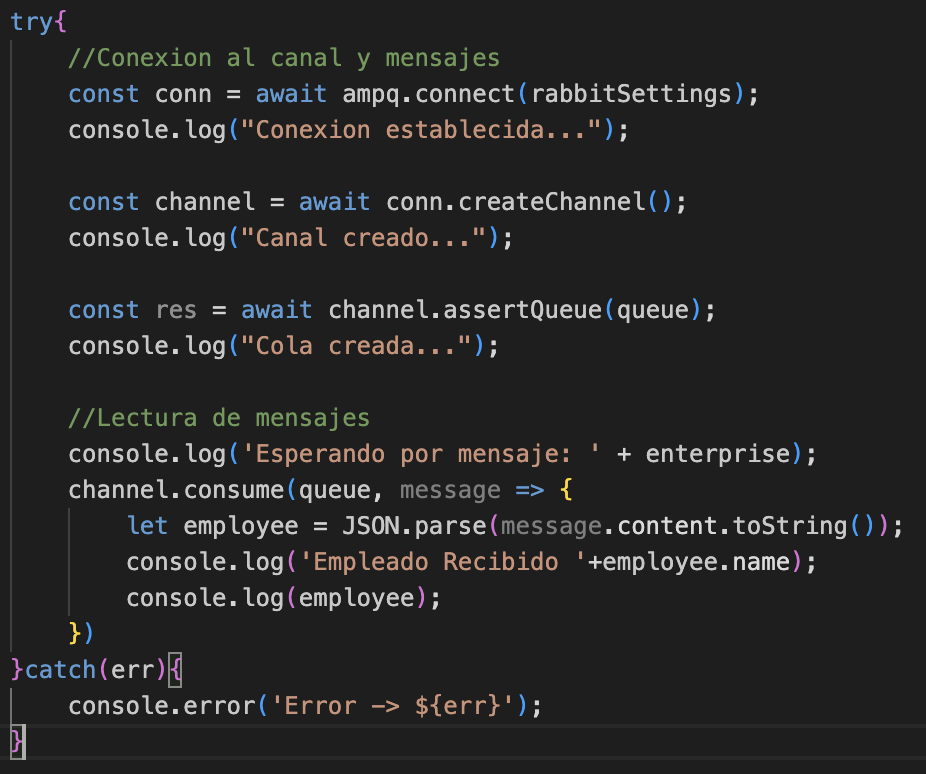 try{
//Conexion al canal y mensajes
const conn = await ampq.connect(rabbitSettings);
console.log("Conexion establecida...");
const channel = await conn.createChannel();
console.log("Canal creado...");
const res = await channel.assertQueue(queue);
console.log("Cola creada...");
//Lectura de mensajes
console.log('Esperando por mensaje: ' + enterprise);
channel.consume(queue, message => {
let employee = JSON.parse(message.content.toString());
console.log('Empleado Recibido '+employee.name);
console.log(employee);
})
}catch(err){
console.error('Error -> ${err}');
}